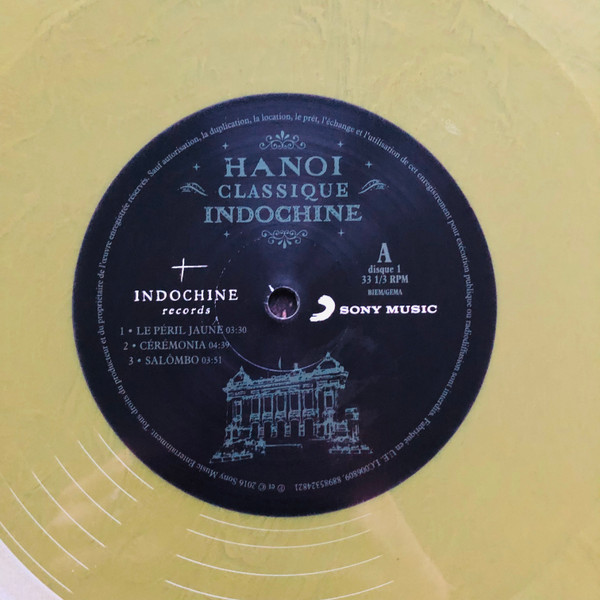 HANOI
CLASSIQUE
INDOCHINE
A
disque 1
33 1/3 RPM
BIEM/GEMA
INDOCHINE
records
SONY MUSIC
1 • LE PÉRIL JAUNE 03:30
2 • CÉRÉMONIA 04:39
3 • SALÔMBO 03:51
℗ et © 2016 Sony Music Entertainment. Tous droits du producteur et du propriétaire de l'œuvre enregistrée réservés. Sauf autorisation, la duplication, la location, le prêt, l'échange et l'utilisation de cet enregistrement pour exécution publique ou radiodiffusion sont interdits. Fabriqué en U.E. LC006809, 88985324821